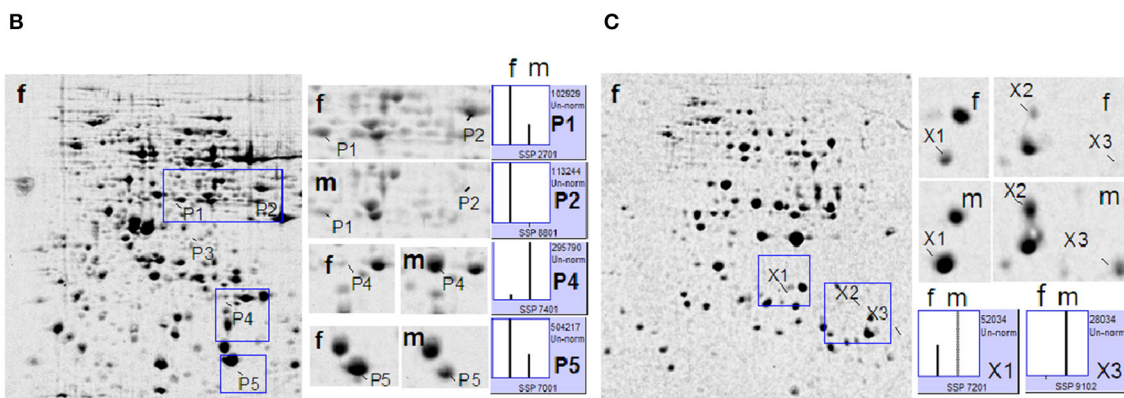 B
f
P1
P2
P3
P4
P5
f
P1
P2
m
P1
P2
f
P4
m
P4
f
P5
m
P5
f m
102929
Un-norm
P1
SSP 2701
113244
Un-norm
P2
SSP 8801
295790
Un-norm
P4
SSP 7401
504217
Un-norm
P5
SSP 7001
C
f
X1
X2
X3
f
X1
X2
f
X3
m
X1
X2
m
X3
f m
52034
Un-norm
X1
SSP 7201
f m
28034
Un-norm
X3
SSP 9102